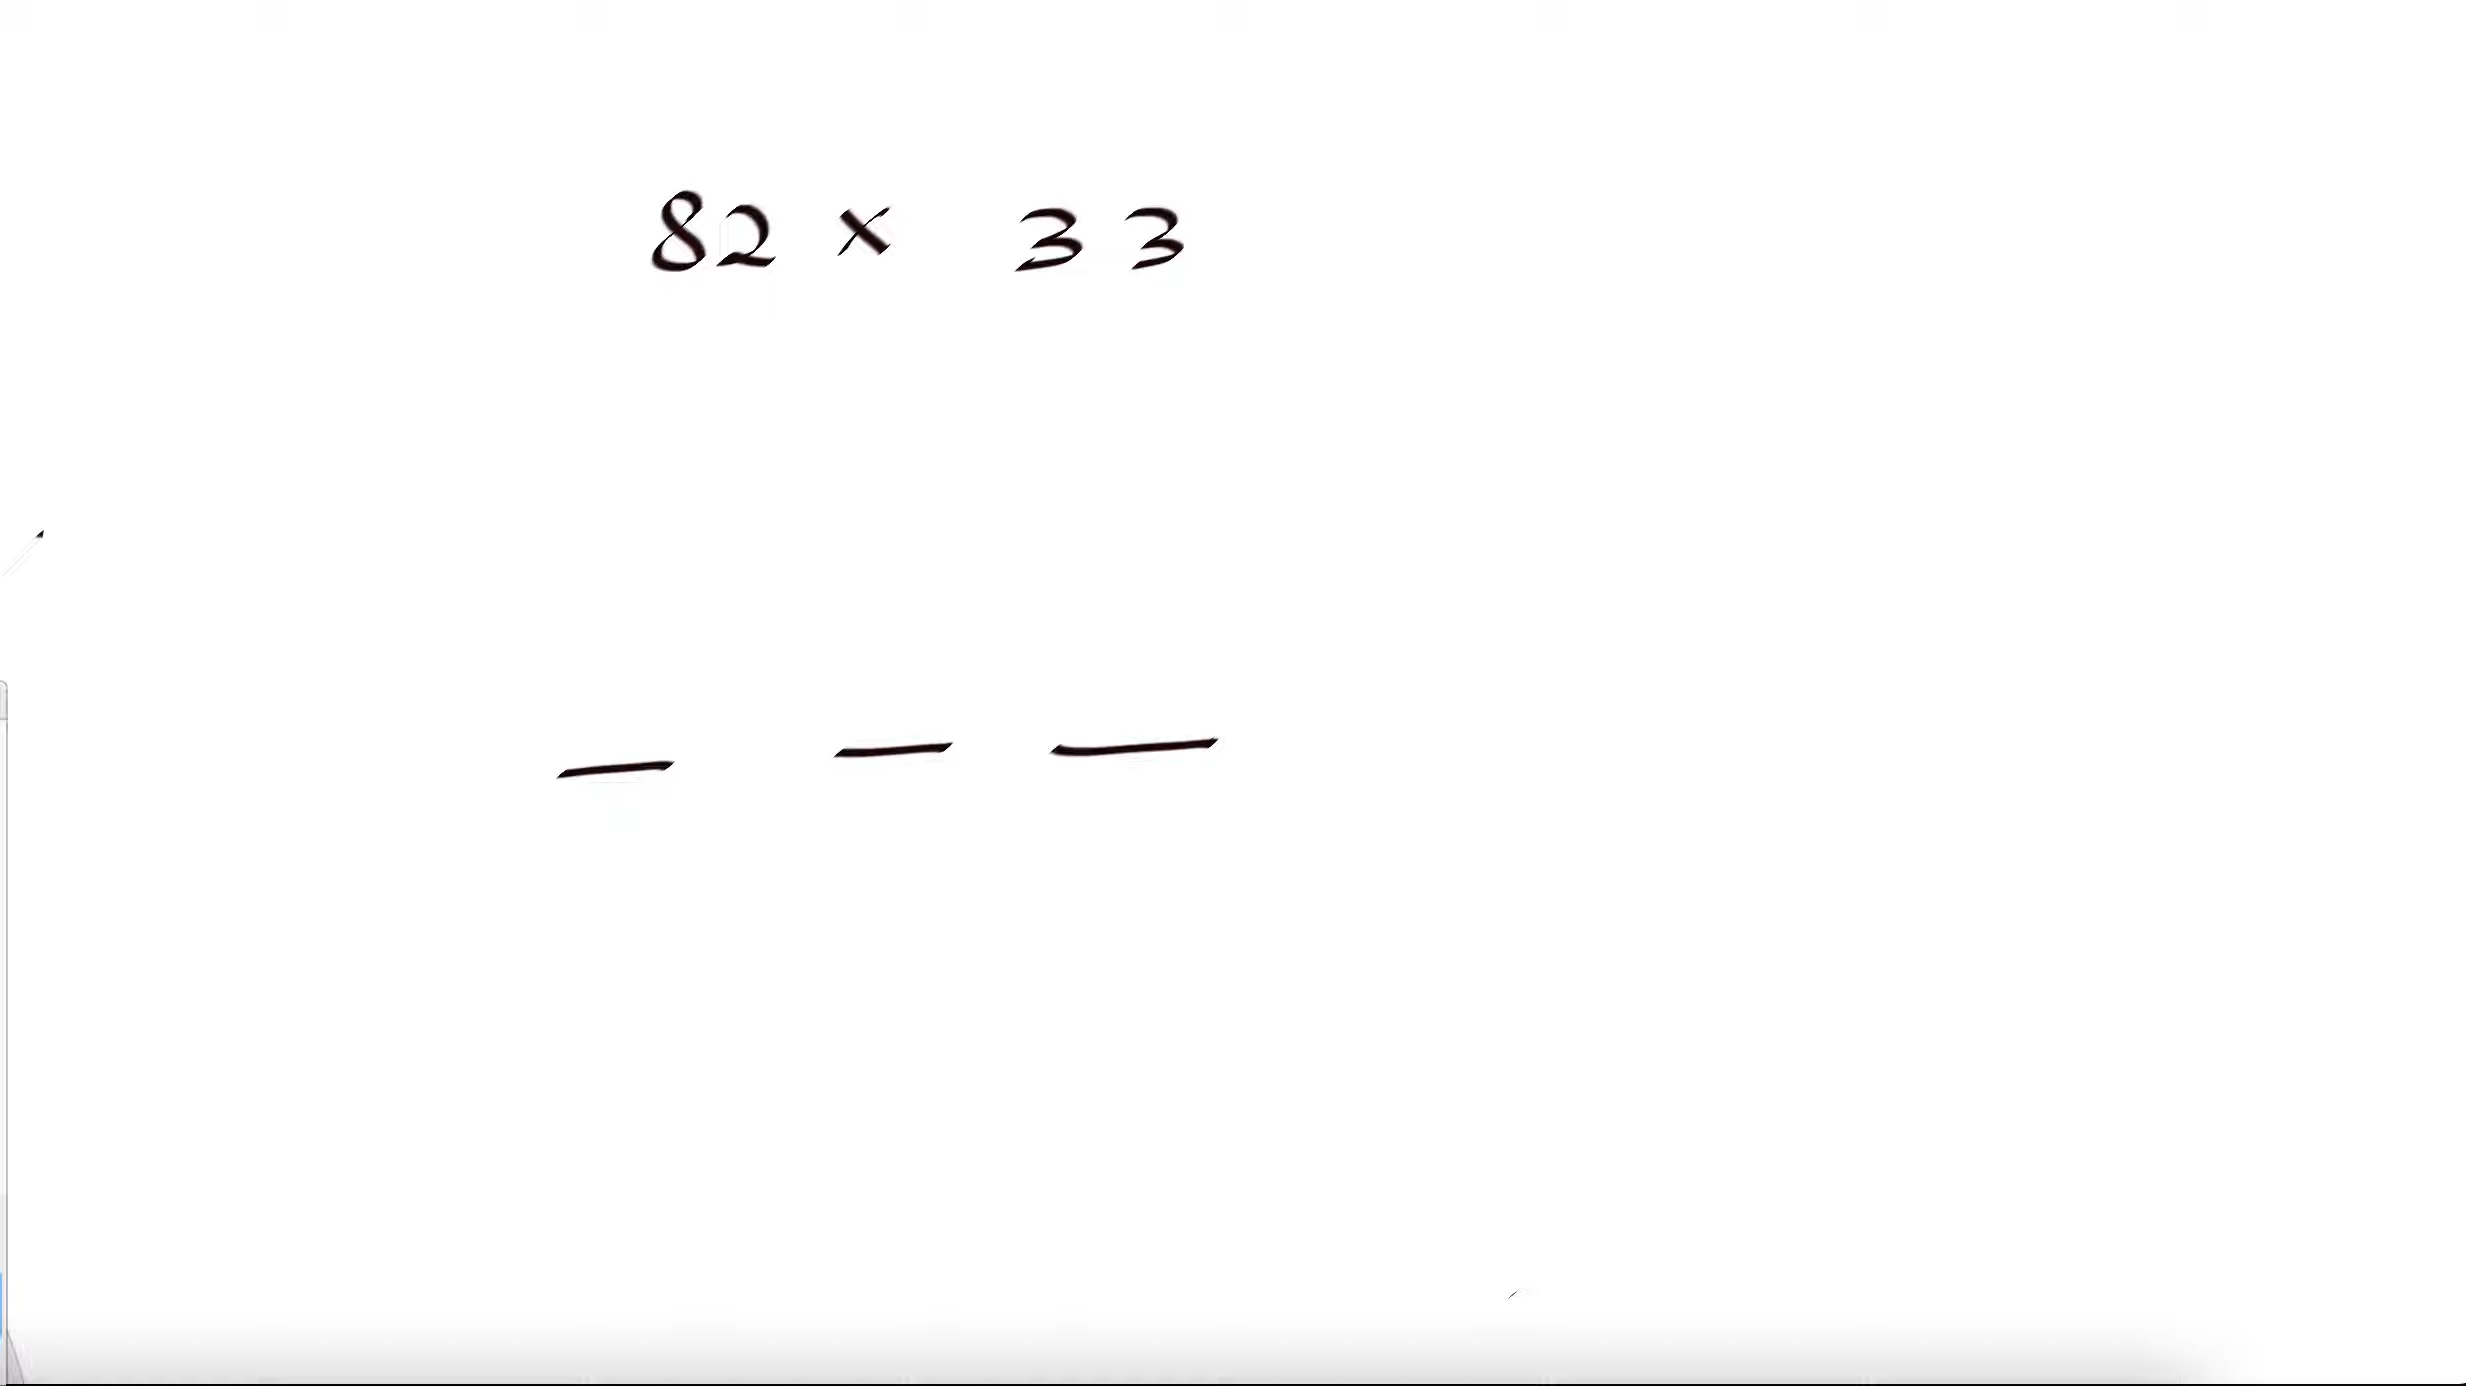 82 × 33
_ _ _